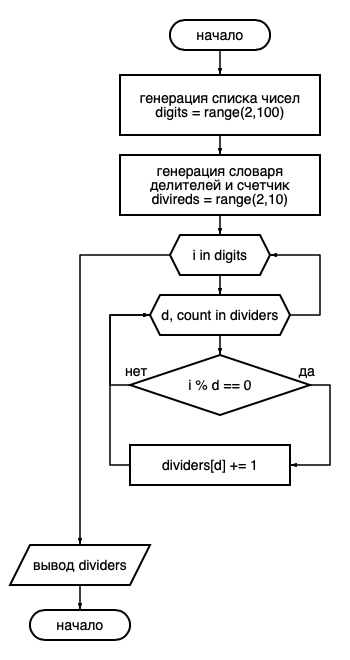 начало
генерация списка чисел
digits = range(2,100)
генерация словаря
делителей и счетчик
divireds = range(2,10)
i in digits
d, count in dividers
нет
да
i % d == 0
dividers[d] += 1
вывод dividers
начало